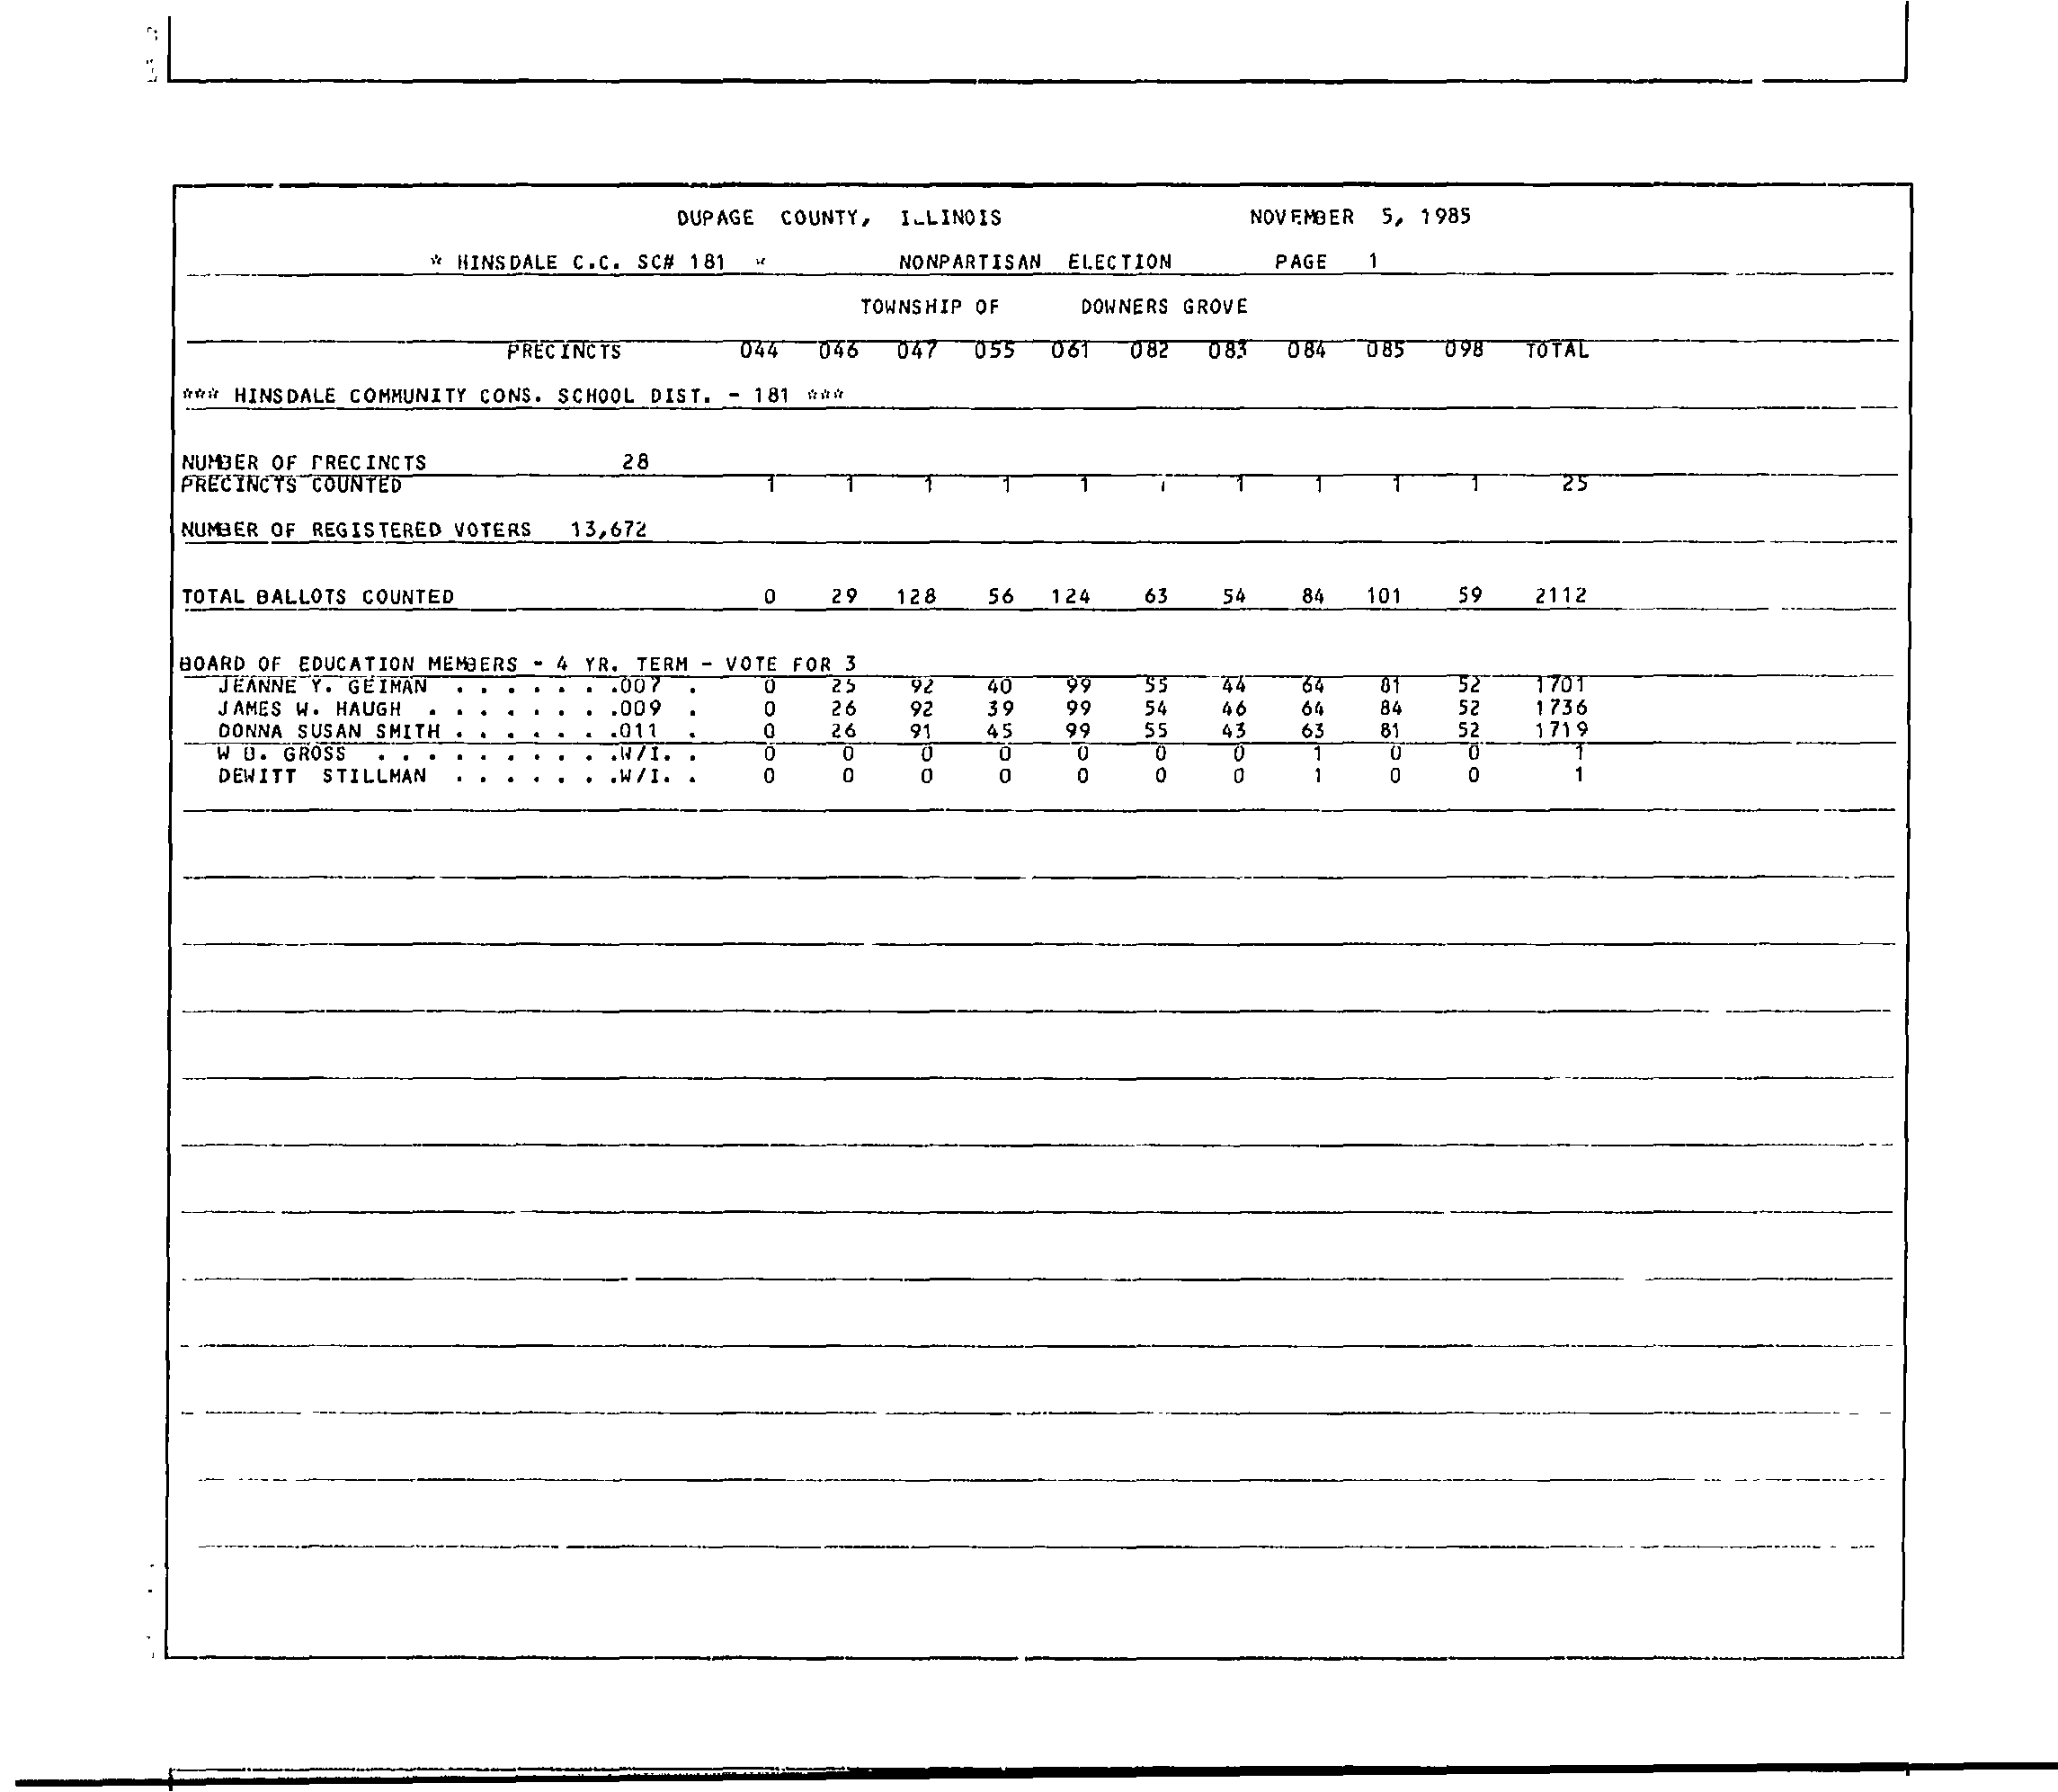 DUPAGE COUNTY, ILLINOIS NOVEMBER 5, 1985
* HINSDALE C.C. SC# 181 * NONPARTISAN ELECTION PAGE 1
TOWNSHIP OF DOWNERS GROVE
PRECINCTS 044 046 047 055 061 082 083 084 085 098 TOTAL
*** HINSDALE COMMUNITY CONS. SCHOOL DIST. - 181 ***
NUMBER OF PRECINCTS 28
PRECINCTS COUNTED 1 1 1 1 1 1 1 1 1 1 25
NUMBER OF REGISTERED VOTERS 13,672
TOTAL BALLOTS COUNTED 0 29 128 56 124 63 54 84 101 59 2112
BOARD OF EDUCATION MEMBERS - 4 YR. TERM - VOTE FOR 3
JEANNE Y. GEIMAN . . . . . . .007 . 0 25 92 40 99 55 44 64 81 52 1701
JAMES W. HAUGH . . . . . . . .009 . 0 26 92 39 99 54 46 64 84 52 1736
DONNA SUSAN SMITH . . . . . . .011 . 0 26 91 45 99 55 43 63 81 52 1719
W GROSS . . . . . . . . . .W/I. . 0 0 0 0 0 0 0 1 0 0 1
DEWITT STILLMAN . . . . . . .W/I. . 0 0 0 0 0 0 0 1 0 0 1